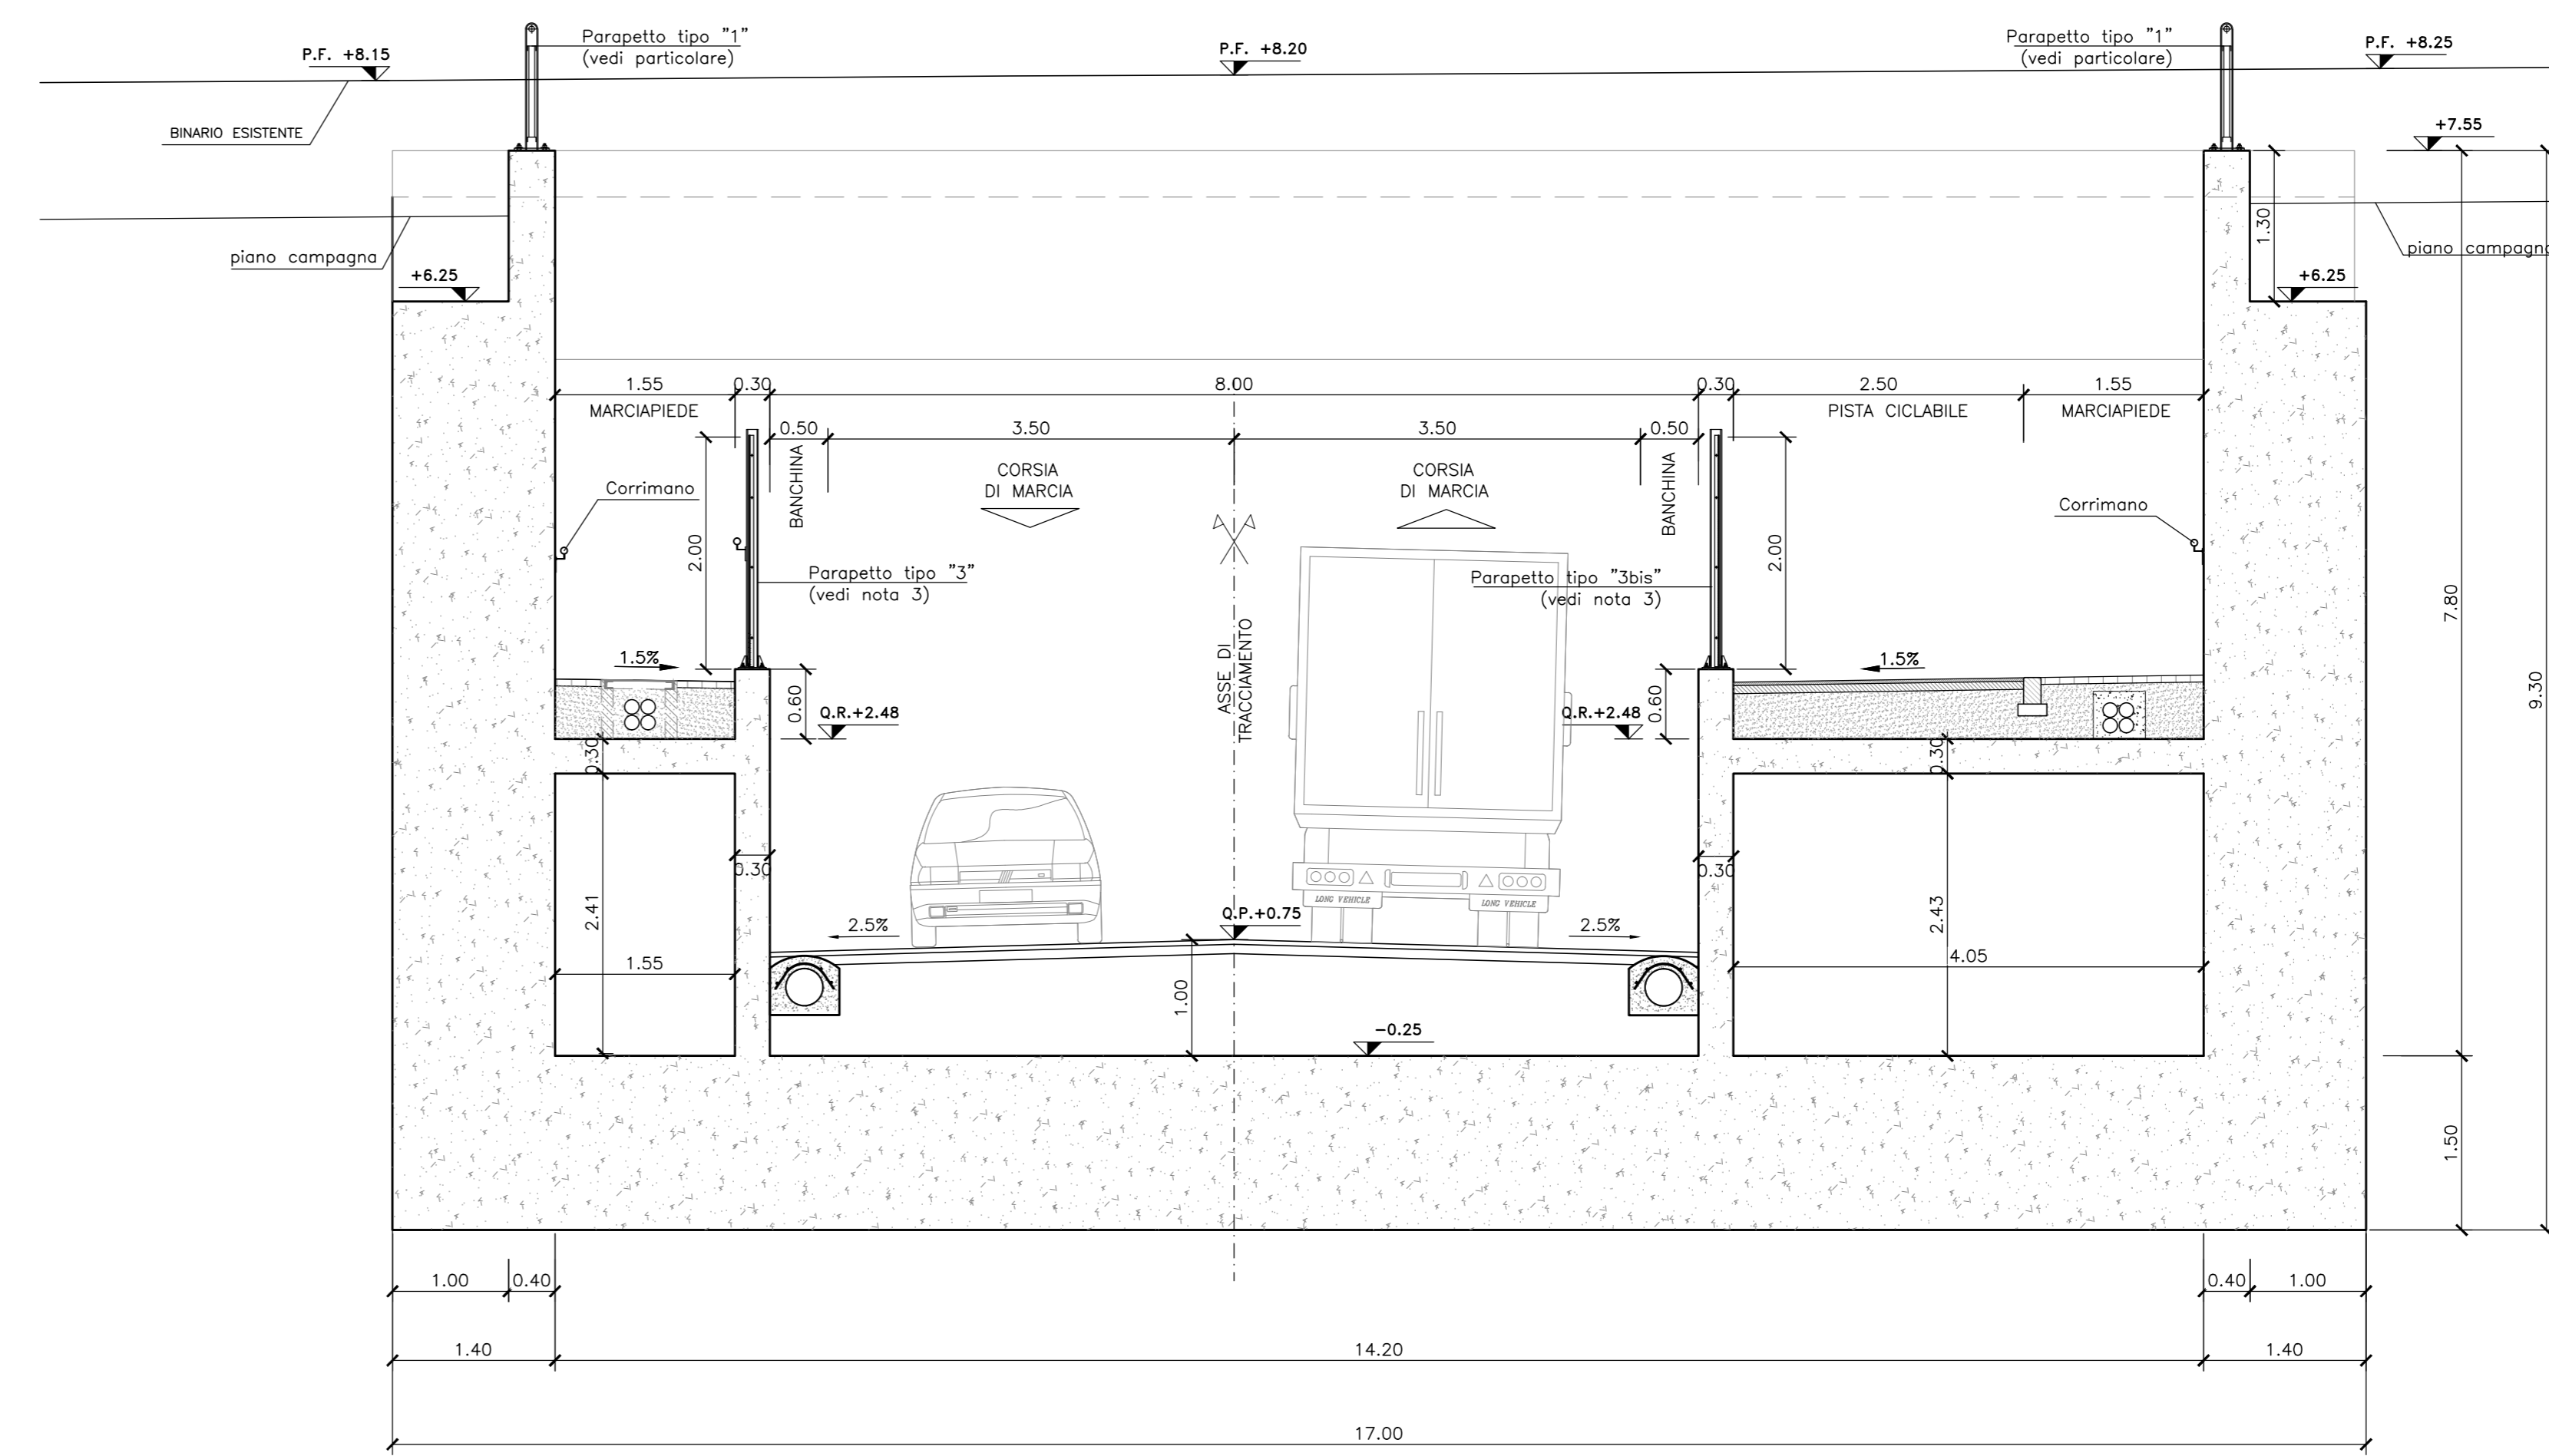 Parapetto tipo "1"
(vedi particolare)
P.F. +8.15
P.F. +8.20
Parapetto tipo "1"
(vedi particolare)
P.F. +8.25
BINARIO ESISTENTE
+7.55
piano campagna
+6.25
1.30
piano campagna
+6.25
1.55
0.30
8.00
0.30
2.50
1.55
MARCIAPIEDE
PISTA CICLABILE
MARCIAPIEDE
0.50
3.50
3.50
0.50
BANCHINA
CORSIA
DI MARCIA
CORSIA
DI MARCIA
BANCHINA
Corrimano
Corrimano
2.00
2.00
Parapetto tipo "3"
(vedi nota 3)
Parapetto tipo "3bis"
(vedi nota 3)
7.80
9.30
ASSE DI
TRACCIAMENTO
1.5%
1.5%
0.60
Q.R.+2.48
Q.R.+2.48
0.60
0.30
0.30
0.30
0.30
2.41
2.43
LONG VEHICLE
LONG VEHICLE
2.5%
Q.P.+0.75
2.5%
1.55
4.05
1.00
-0.25
1.50
1.00
0.40
0.40
1.00
1.40
14.20
1.40
17.00